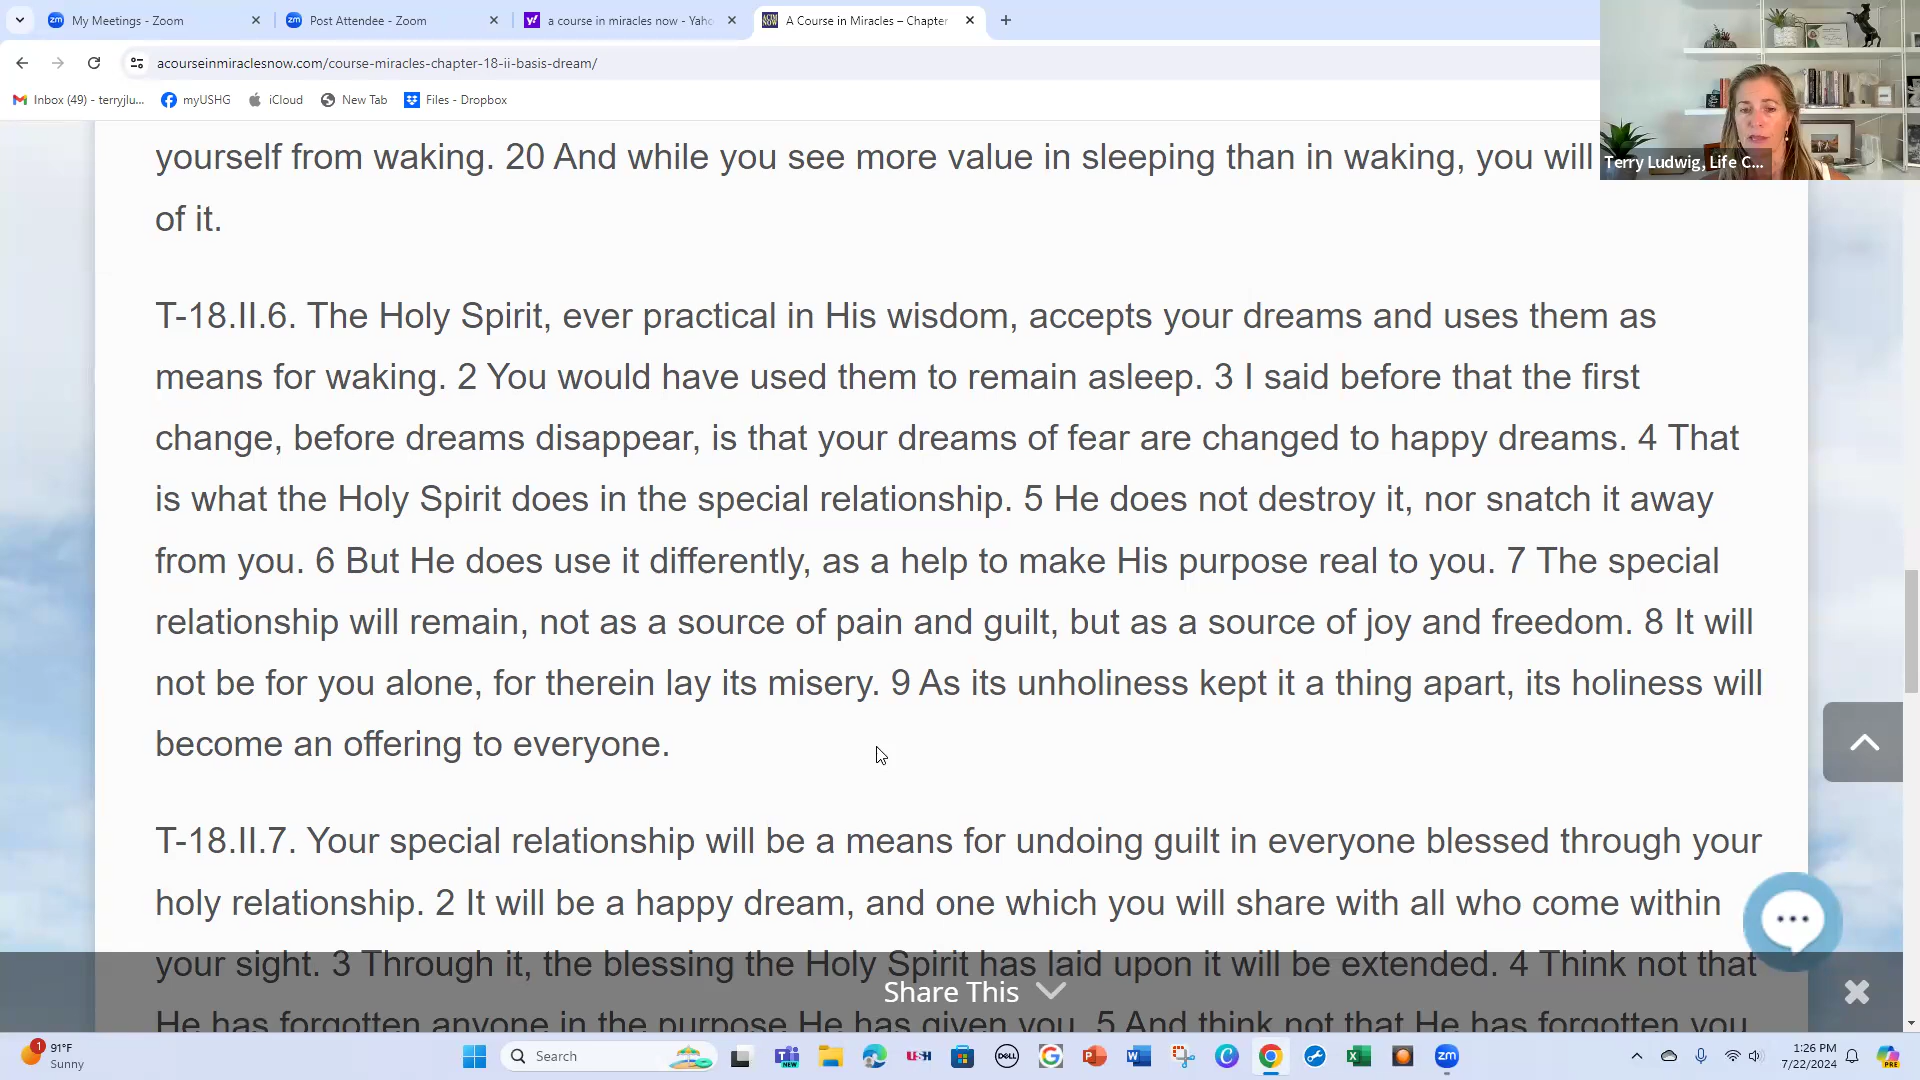 My Meetings - Zoom
Post Attendee - Zoom
a course in miracles now - Yaho
A Course in Miracles – Chapter
acourseinmiraclesnow.com/course-miracles-chapter-18-ii-basis-dream/
Inbox (49) - terryjlu...
myUSHG
iCloud
New Tab
Files - Dropbox
Terry Ludwig, Life C...
yourself from waking. 20 And while you see more value in sleeping than in waking, you will
of it.
T-18.II.6. The Holy Spirit, ever practical in His wisdom, accepts your dreams and uses them as
means for waking. 2 You would have used them to remain asleep. 3 I said before that the first
change, before dreams disappear, is that your dreams of fear are changed to happy dreams. 4 That
is what the Holy Spirit does in the special relationship. 5 He does not destroy it, nor snatch it away
from you. 6 But He does use it differently, as a help to make His purpose real to you. 7 The special
relationship will remain, not as a source of pain and guilt, but as a source of joy and freedom. 8 It will
not be for you alone, for therein lay its misery. 9 As its unholiness kept it a thing apart, its holiness will
become an offering to everyone.
T-18.II.7. Your special relationship will be a means for undoing guilt in everyone blessed through your
holy relationship. 2 It will be a happy dream, and one which you will share with all who come within
your sight. 3 Through it, the blessing the Holy Spirit has laid upon it will be extended. 4 Think not that
Share This
He has forgotten anyone in the purpose He has given you. 5 And think not that He has forgotten you
1
91°F
Sunny
Search
NEW
USH
DELL
zm
1:26 PM
7/22/2024
PRE